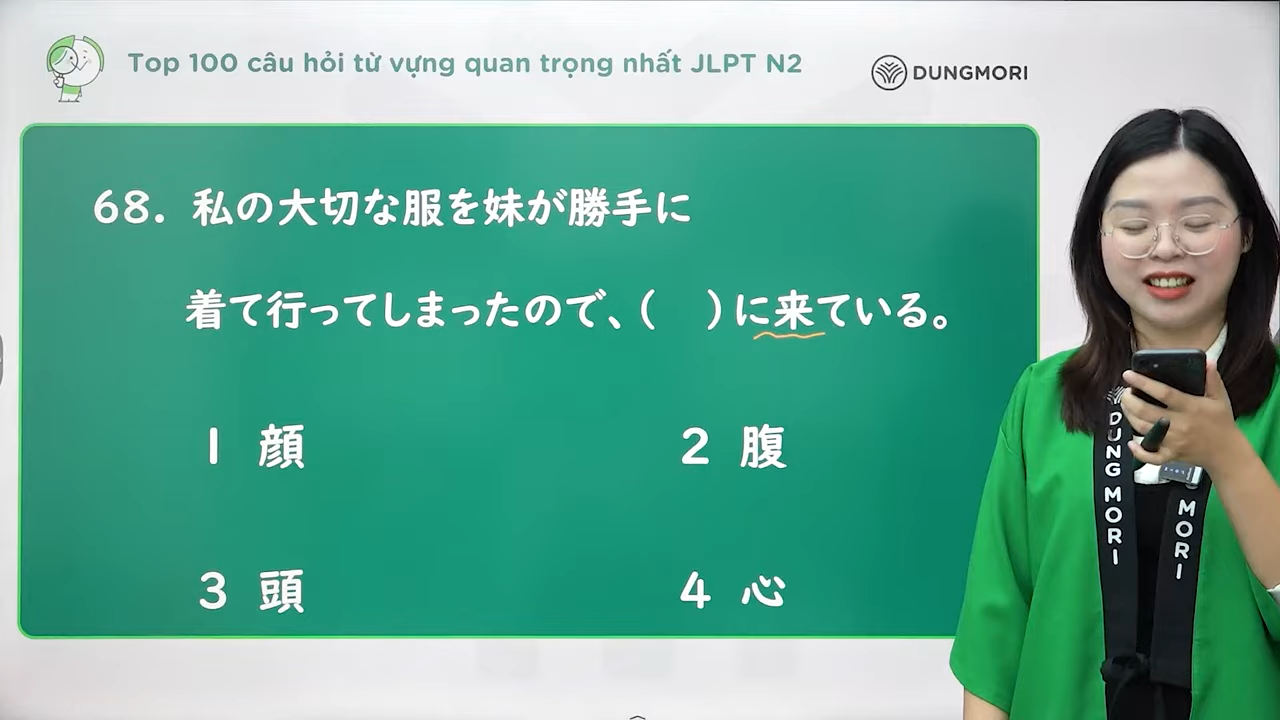 Top 100 câu hỏi từ vựng quan trọng nhất JLPT N2
DUNGMORI
68. 私の大切な服を妹が勝手に
着て行ってしまったので、( )に来ている。
1 顔
2 腹
3 頭
4 心
DUNG MORI
MORI